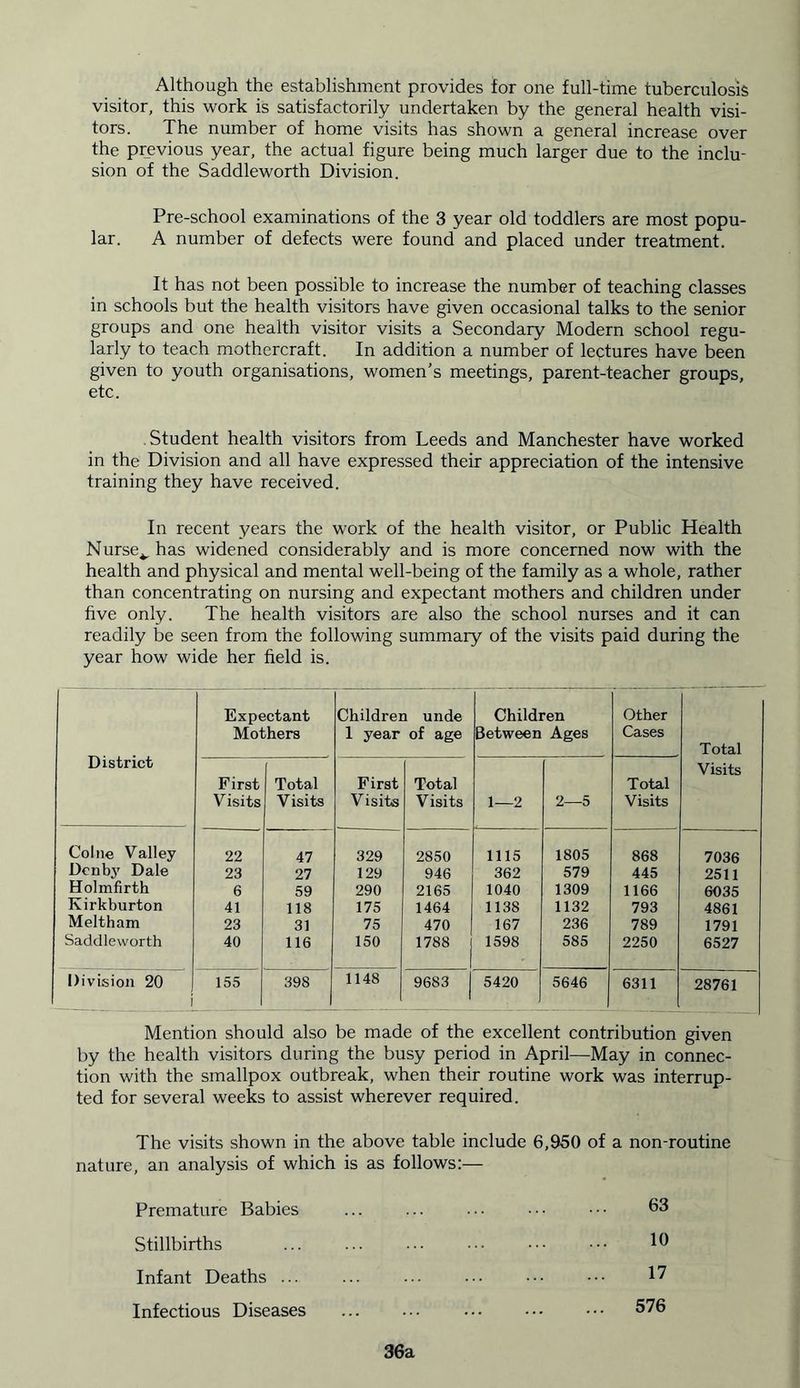 Although the establishment provides for one full-time tuberculosis
visitor, this work is satisfactorily undertaken by the general health visi-
tors. The number of home visits has shown a general increase over
the previous year, the actual figure being much larger due to the inclu-
sion of the Saddleworth Division.
Pre-school examinations of the 3 year old toddlers are most popu-
lar. A number of defects were found and placed under treatment.
It has not been possible to increase the number of teaching classes
in schools but the health visitors have given occasional talks to the senior
groups and one health visitor visits a Secondary Modern school regu-
larly to teach mothercraft. In addition a number of lectures have been
given to youth organisations, women's meetings, parent-teacher groups,
etc.
Student health visitors from Leeds and Manchester have worked
in the Division and all have expressed their appreciation of the intensive
training they have received.
In recent years the work of the health visitor, or Public Health
Nurse, has widened considerably and is more concerned now with the
health and physical and mental well-being of the family as a whole, rather
than concentrating on nursing and expectant mothers and children under
five only. The health visitors are also the school nurses and it can
readily be seen from the following summary of the visits paid during the
year how wide her field is.
District | Expectant Mothers | Children unde 1 year of age | Children Between Ages | Other Cases | Total Visits
First Visits | Total Visits | First Visits | Total Visits | 1—2 | 2—5 | Total Visits
Colne Valley 22 47 329 2850 1115 1805 868 7036
Denby Dale 23 27 129 946 362 579 445 2511
Holmfirth 6 59 290 2165 1040 1309 1166 6035
Kirkburton 41 118 175 1464 1138 1132 793 4861
Meltham 23 31 75 470 167 236 789 1791
Saddleworth 40 116 150 1788 1598 585 2250 6527
Division 20 155 398 1148 9683 5420 5646 6311 28761
Mention should also be made of the excellent contribution given
by the health visitors during the busy period in April—May in connec-
tion with the smallpox outbreak, when their routine work was interrup-
ted for several weeks to assist wherever required.
The visits shown in the above table include 6,950 of a non-routine
nature, an analysis of which is as follows:—
Premature Babies ... ... ... ... ... 63
Stillbirths ... ... ... ... ... ... 10
Infant Deaths ... ... ... ... ... ... 17
Infectious Diseases ... ... ... ... ... 576
36a